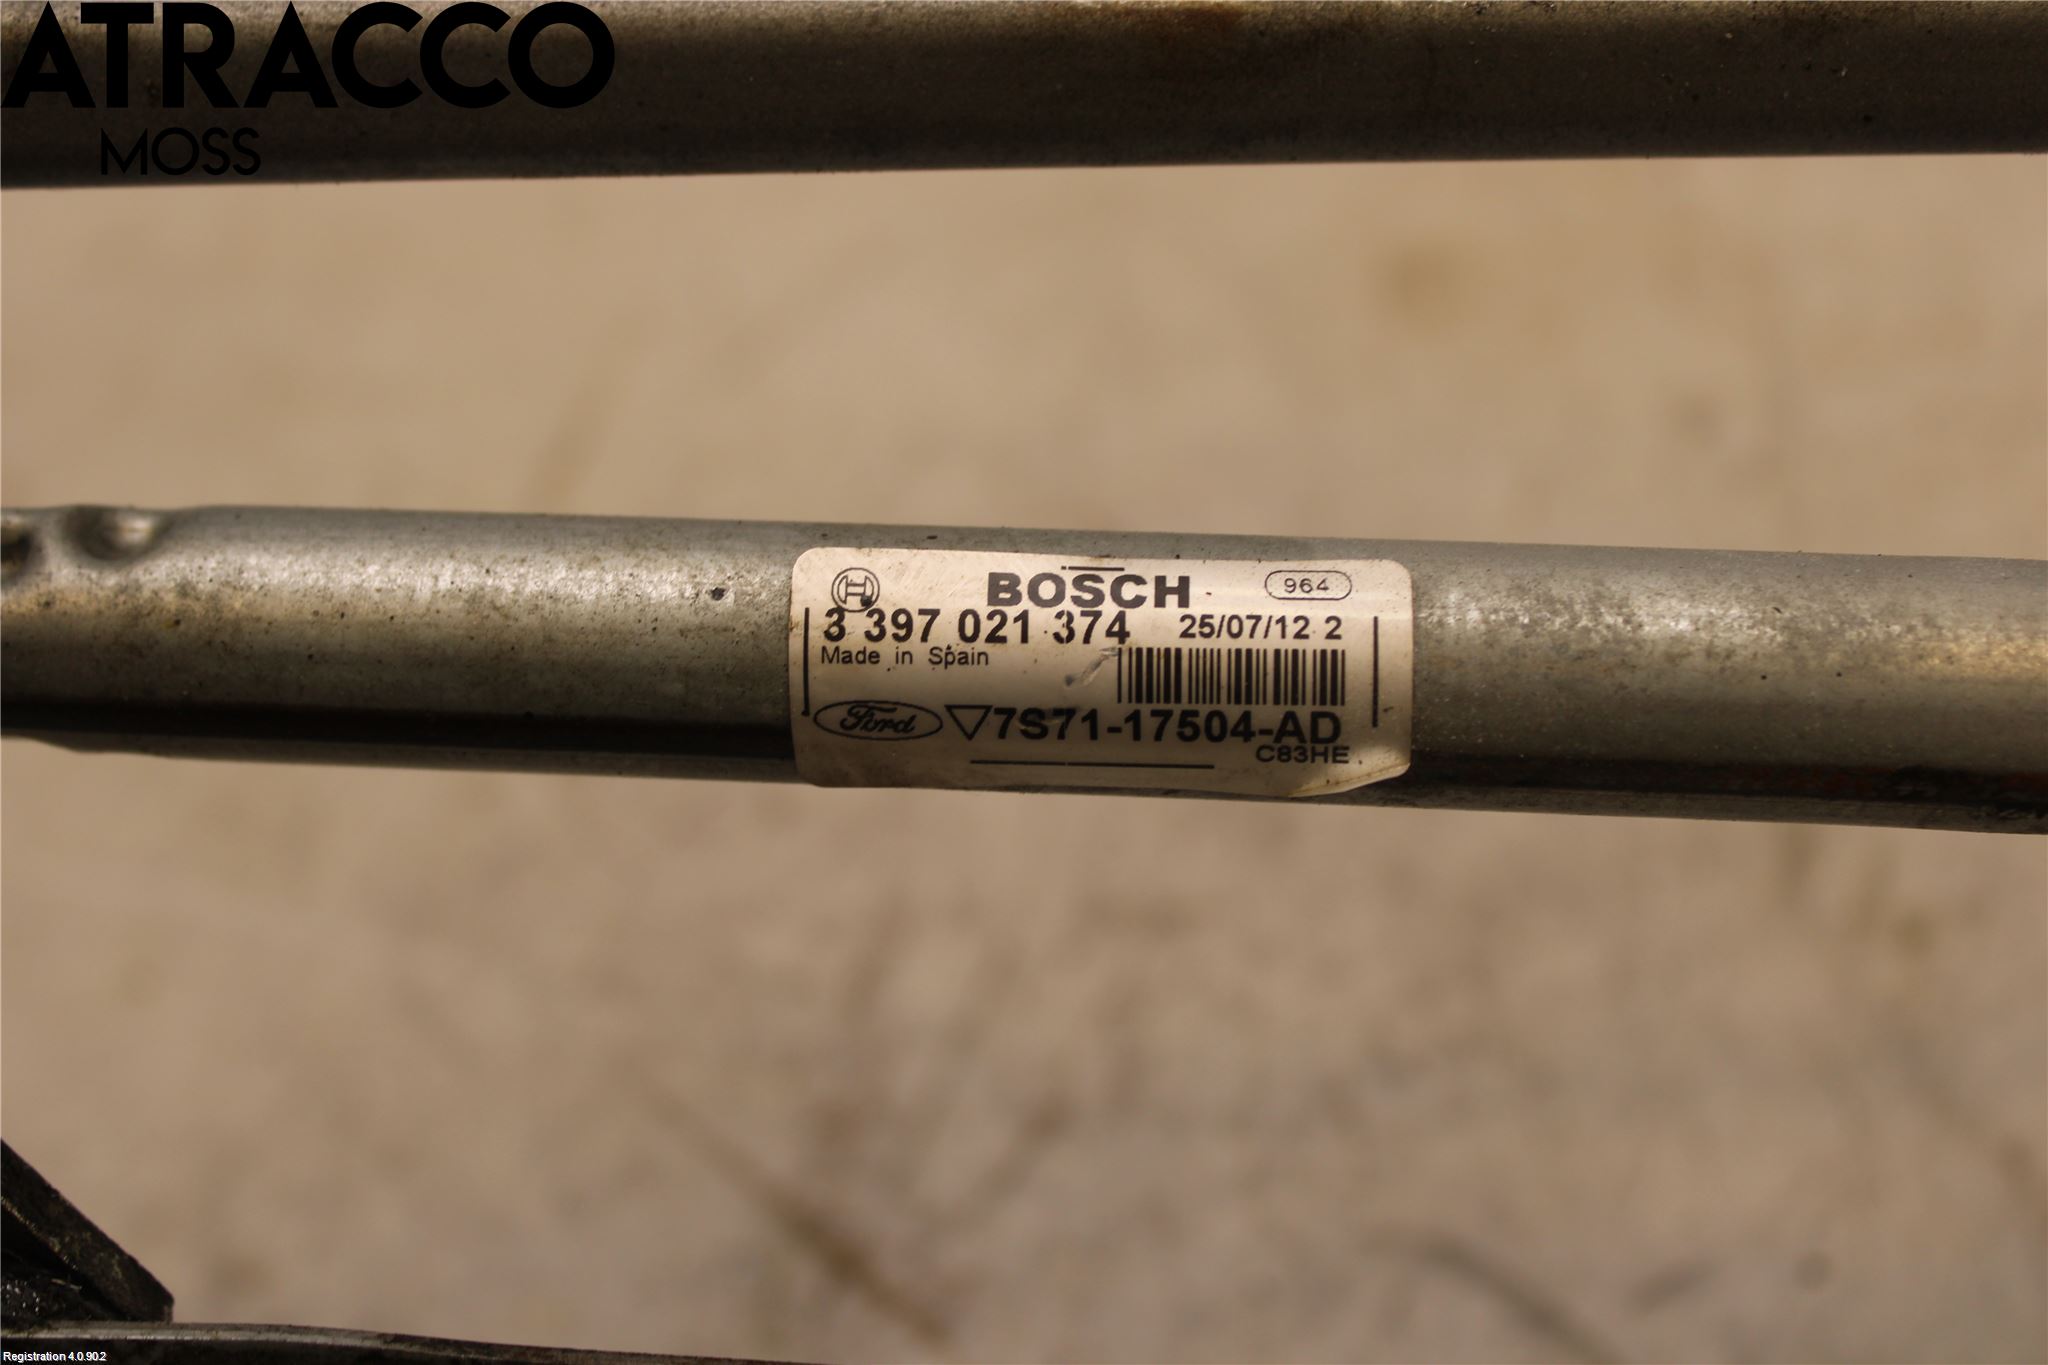 ATRACCO
MOSS
BOSCH
964
3 397 021 374 25/07/12 2
Made in Spain
Ford 7S71-17504-AD
C83HE
Registration 4.0.90.2